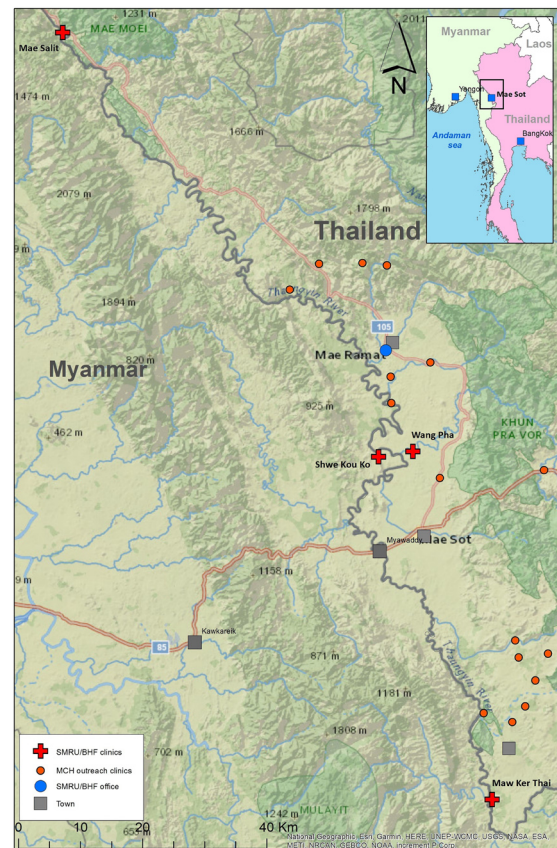 1231 m
MAE MOEI
Mae Salit
2011
N
Myanmar
Laos
Yangon
Mae Sot
Thailand
BangKok
Andaman
sea
1474 m
1666 m
2079 m
1798 m
Thailand
Thaungyin River
1894 m
105
820 m
Mae Ramat
Myanmar
925 m
462 m
KHUN
PRA VOR
Wang Pha
Shwe Kou Ko
Myawaddy
Mae Sot
1158 m
9 m
85
Kawkareik
871 m
Thaungyin River
1181 m
1808 m
702 m
SMRU/BHF clinics
MCH outreach clinics
SMRU/BHF office
Town
Maw Ker Thai
MULAYIT
1242 m
0
10
20
40 Km
National Geographic, Esri, Garmin, HERE, UNEP-WCMC, USGS, NASA, ESA,
METI, NRCAN, GEBCO, NOAA, increment P Corp.